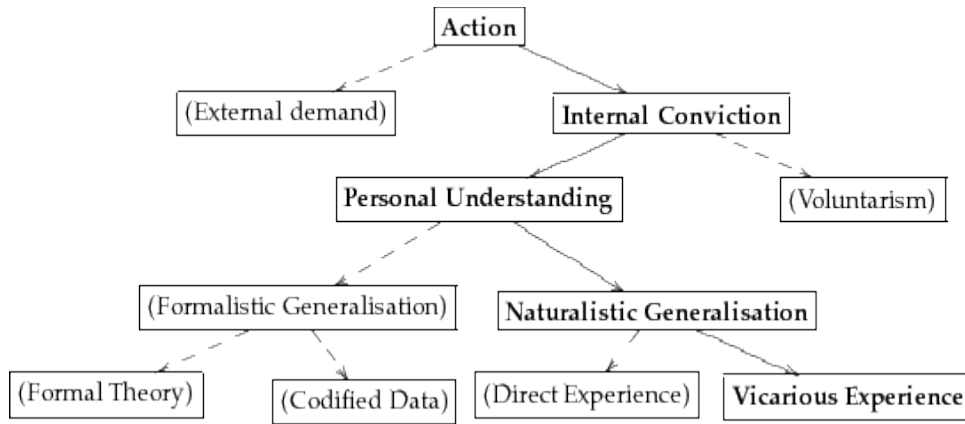 Action
(External demand)
Internal Conviction
Personal Understanding
(Voluntarism)
(Formalistic Generalisation)
Naturalistic Generalisation
(Formal Theory)
(Codified Data)
(Direct Experience)
Vicarious Experience